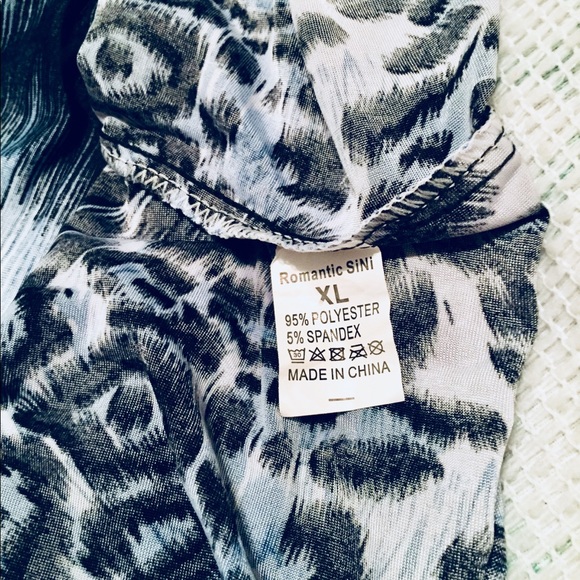 Romantic SiNi
XL
95% POLYESTER
5% SPANDEX
MADE IN CHINA